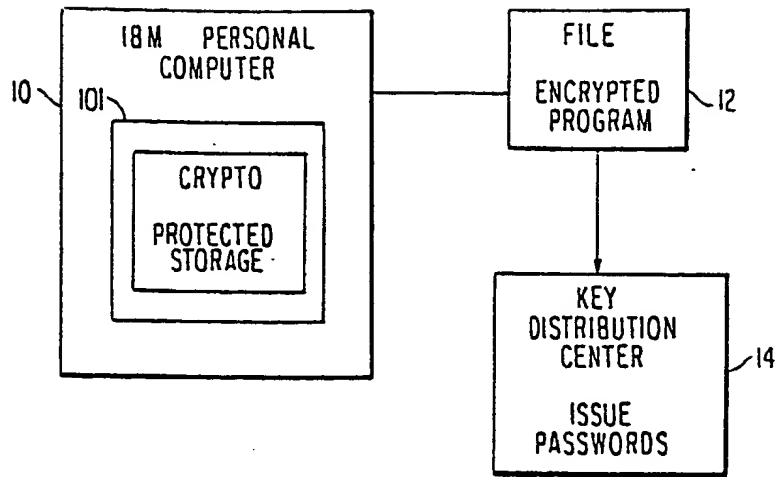 18M PERSONAL
COMPUTER
10
101
CRYPTO
PROTECTED
STORAGE
FILE
ENCRYPTED
PROGRAM
12
KEY
DISTRIBUTION
CENTER
ISSUE
PASSWORDS
14